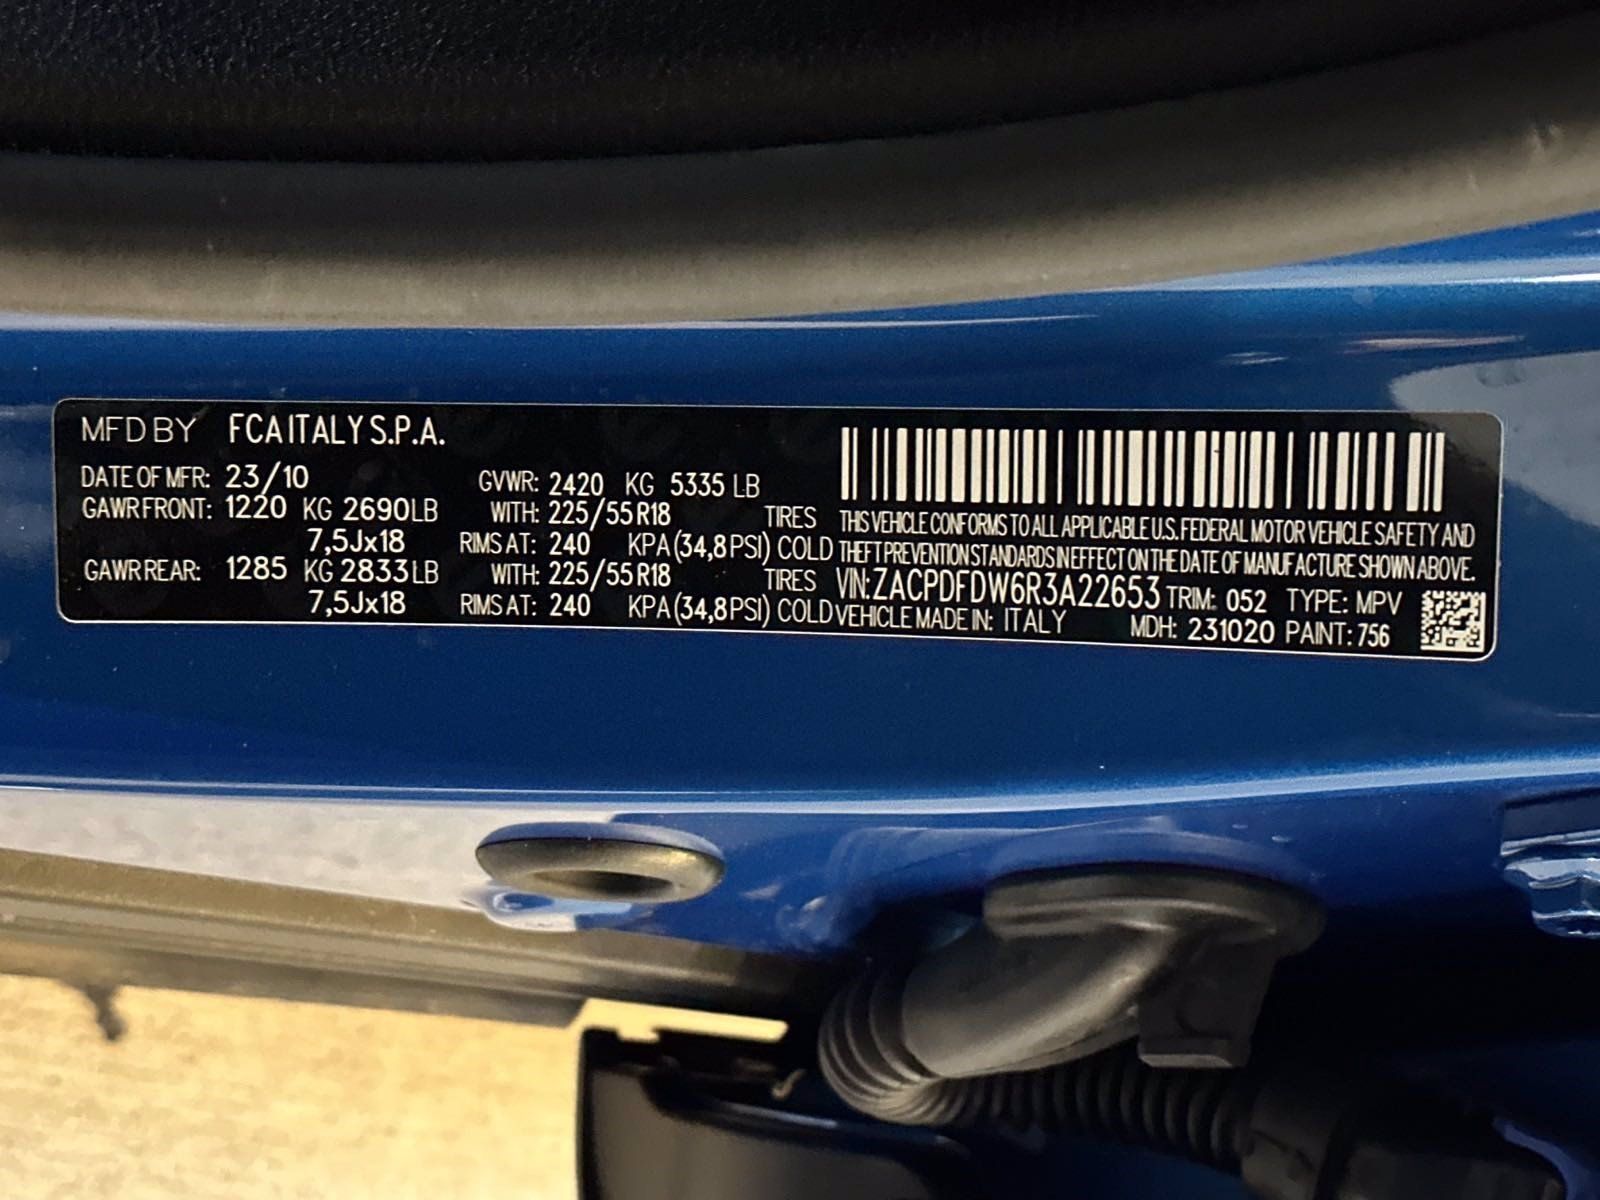 MFD BY FCA ITALY S.P.A.
DATE OF MFR: 23/10 GVWR: 2420 KG 5335 LB
GAWR FRONT: 1220 KG 2690 LB WITH: 225/55 R18 TIRES
7,5Jx18 RIMS AT: 240 KPA (34,8 PSI) COLD
GAWR REAR: 1285 KG 2833 LB WITH: 225/55 R18 TIRES
7,5Jx18 RIMS AT: 240 KPA (34,8 PSI) COLD
THIS VEHICLE CONFORMS TO ALL APPLICABLE U.S. FEDERAL MOTOR VEHICLE SAFETY AND
THEFT PREVENTION STANDARDS IN EFFECT ON THE DATE OF MANUFACTURE SHOWN ABOVE.
VIN: ZACPDFDW6R3A22653 TRIM: 052 TYPE: MPV
VEHICLE MADE IN: ITALY MDH: 231020 PAINT: 756